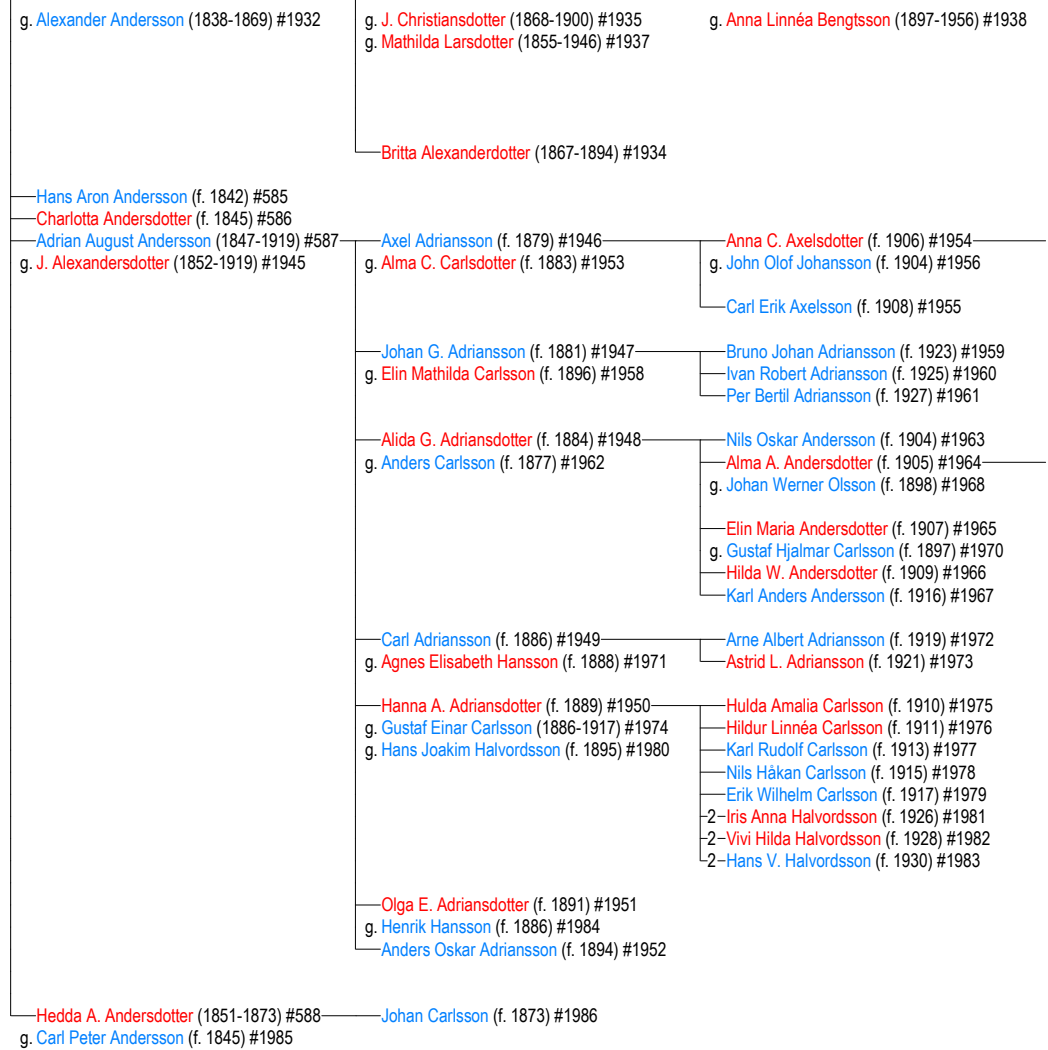 g. Alexander Andersson (1838-1869) #1932
g. J. Christiansdotter (1868-1900) #1935
g. Anna Linnéa Bengtsson (1897-1956) #1938
g. Mathilda Larsdotter (1855-1946) #1937
Britta Alexanderdotter (1867-1894) #1934
Hans Aron Andersson (f. 1842) #585
Charlotta Andersdotter (f. 1845) #586
Adrian August Andersson (1847-1919) #587
Axel Adriansson (f. 1879) #1946
Anna C. Axelsdotter (f. 1906) #1954
g. J. Alexandersdotter (1852-1919) #1945
g. Alma C. Carlsdotter (f. 1883) #1953
g. John Olof Johansson (f. 1904) #1956
Carl Erik Axelsson (f. 1908) #1955
Johan G. Adriansson (f. 1881) #1947
Bruno Johan Adriansson (f. 1923) #1959
g. Elin Mathilda Carlsson (f. 1896) #1958
Ivan Robert Adriansson (f. 1925) #1960
Per Bertil Adriansson (f. 1927) #1961
Alida G. Adriansdotter (f. 1884) #1948
Nils Oskar Andersson (f. 1904) #1963
g. Anders Carlsson (f. 1877) #1962
Alma A. Andersdotter (f. 1905) #1964
g. Johan Werner Olsson (f. 1898) #1968
Elin Maria Andersdotter (f. 1907) #1965
g. Gustaf Hjalmar Carlsson (f. 1897) #1970
Hilda W. Andersdotter (f. 1909) #1966
Karl Anders Andersson (f. 1916) #1967
Carl Adriansson (f. 1886) #1949
Arne Albert Adriansson (f. 1919) #1972
g. Agnes Elisabeth Hansson (f. 1888) #1971
Astrid L. Adriansson (f. 1921) #1973
Hanna A. Adriansdotter (f. 1889) #1950
Hulda Amalia Carlsson (f. 1910) #1975
g. Gustaf Einar Carlsson (1886-1917) #1974
Hildur Linnéa Carlsson (f. 1911) #1976
g. Hans Joakim Halvordsson (f. 1895) #1980
Karl Rudolf Carlsson (f. 1913) #1977
Nils Håkan Carlsson (f. 1915) #1978
Erik Wilhelm Carlsson (f. 1917) #1979
2 Iris Anna Halvordsson (f. 1926) #1981
2 Vivi Hilda Halvordsson (f. 1928) #1982
2 Hans V. Halvordsson (f. 1930) #1983
Olga E. Adriansdotter (f. 1891) #1951
g. Henrik Hansson (f. 1886) #1984
Anders Oskar Adriansson (f. 1894) #1952
Hedda A. Andersdotter (1851-1873) #588
Johan Carlsson (f. 1873) #1986
g. Carl Peter Andersson (f. 1845) #1985